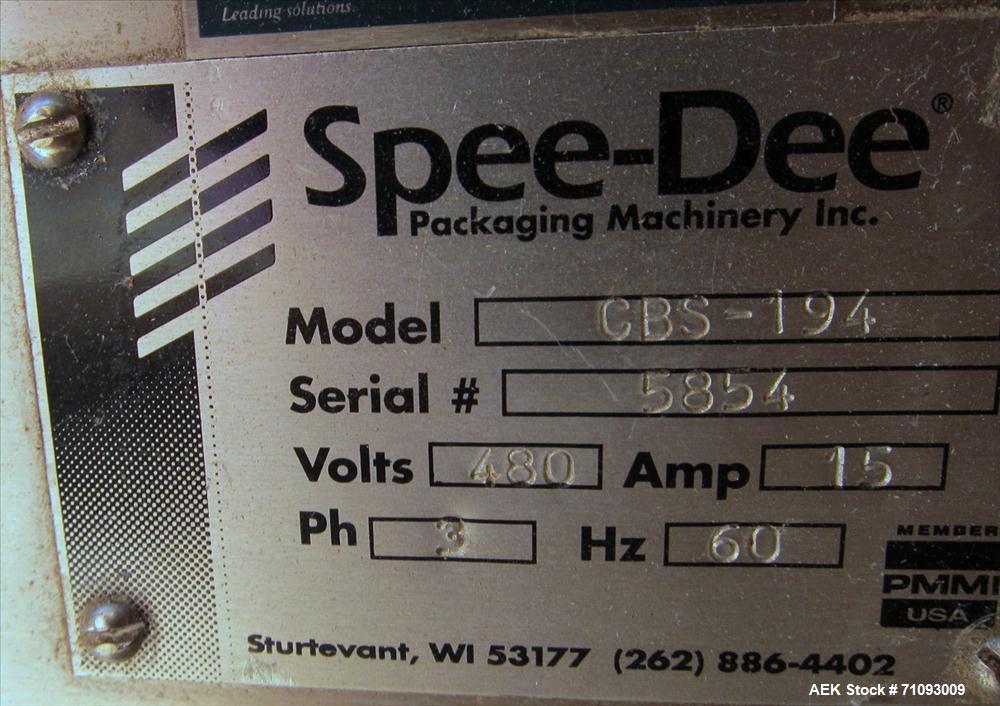 Leading solutions.
Spee-Dee®
Packaging Machinery Inc.
Model CBS-194
Serial # 5854
Volts 480 Amp 15
Ph 3 Hz 60
MEMBER
PMMI
USA
Sturtevant, WI 53177 (262) 886-4402
AEK Stock # 71093009